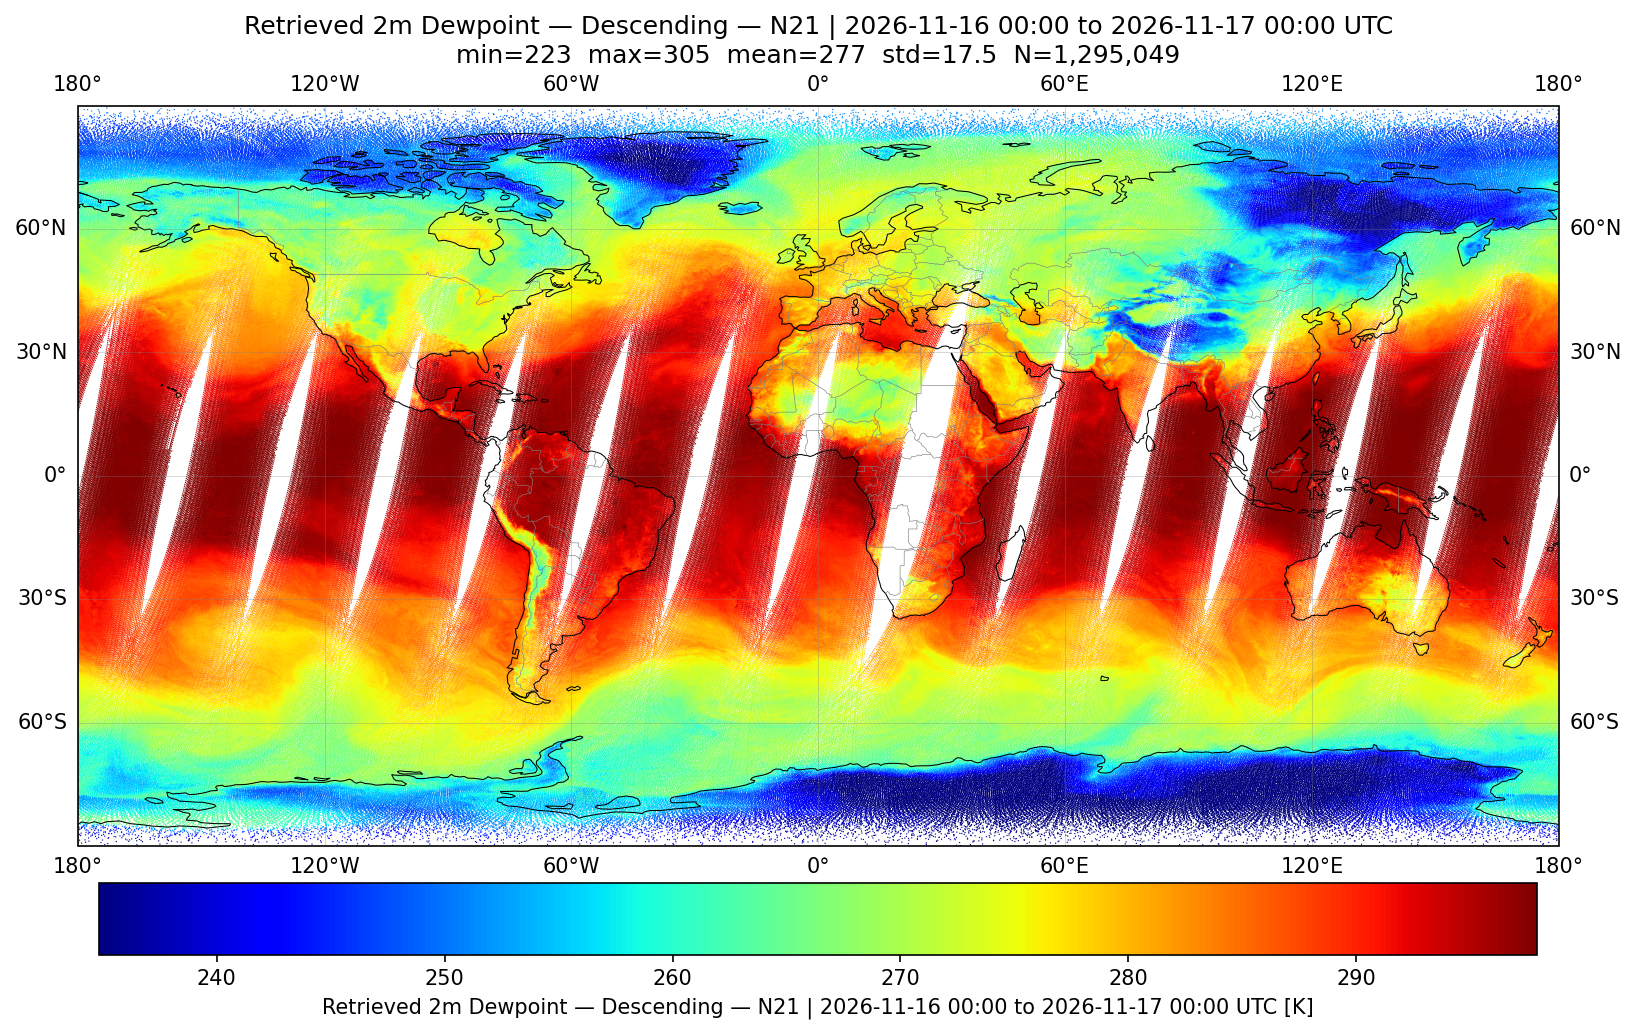 Retrieved 2m Dewpoint — Descending — N21 | 2026-11-16 00:00 to 2026-11-17 00:00 UTC
min=223  max=305  mean=277  std=17.5  N=1,295,049
180° 120°W 60°W 0° 60°E 120°E 180°
60°N 60°N
30°N 30°N
0° 0°
30°S 30°S
60°S 60°S
180° 120°W 60°W 0° 60°E 120°E 180°
240 250 260 270 280 290
Retrieved 2m Dewpoint — Descending — N21 | 2026-11-16 00:00 to 2026-11-17 00:00 UTC [K]